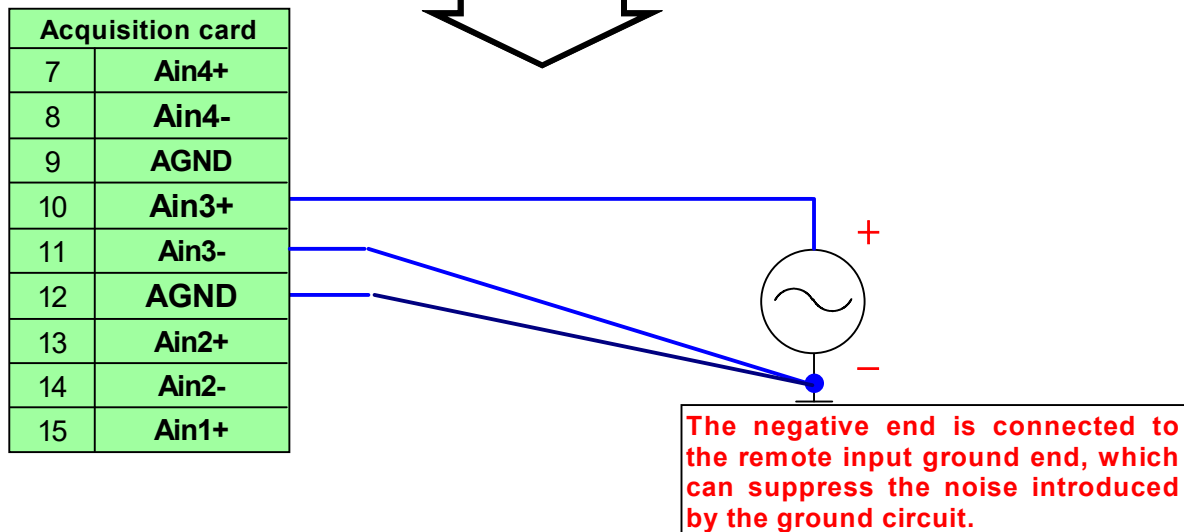 Acquisition card
7 Ain4+
8 Ain4-
9 AGND
10 Ain3+
11 Ain3-
12 AGND
13 Ain2+
14 Ain2-
15 Ain1+
+
−
The negative end is connected to
the remote input ground end, which
can suppress the noise introduced
by the ground circuit.